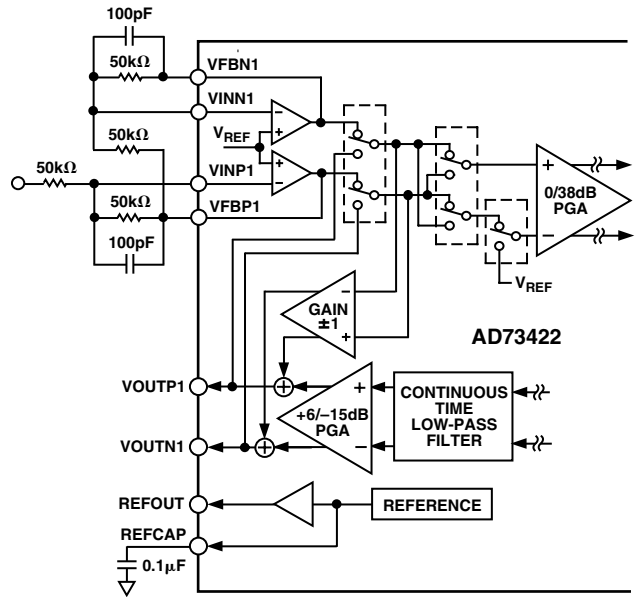 100pF
50kΩ
VFBN1
VINN1
VREF
50kΩ
50kΩ
VINP1
50kΩ
VFBP1
100pF
0/38dB
PGA
VREF
GAIN
±1
AD73422
VOUTP1
+6/–15dB
PGA
CONTINUOUS
TIME
LOW-PASS
FILTER
VOUTN1
REFOUT
REFERENCE
REFCAP
0.1μF